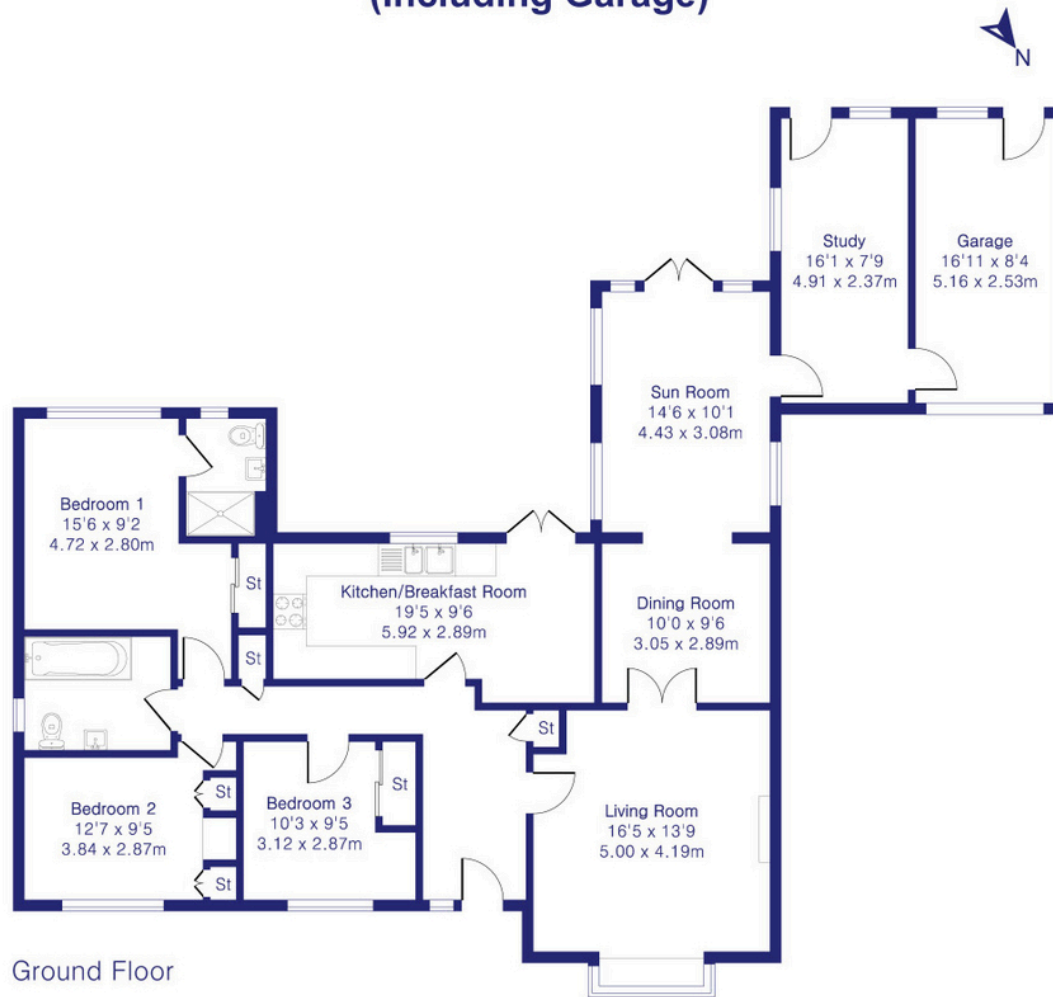 (Including Garage)
N
Study
16'1 x 7'9
4.91 x 2.37m
Garage
16'11 x 8'4
5.16 x 2.53m
Sun Room
14'6 x 10'1
4.43 x 3.08m
Bedroom 1
15'6 x 9'2
4.72 x 2.80m
St
Kitchen/Breakfast Room
19'5 x 9'6
5.92 x 2.89m
Dining Room
10'0 x 9'6
3.05 x 2.89m
St
St
Bedroom 2
12'7 x 9'5
3.84 x 2.87m
St
St
Bedroom 3
10'3 x 9'5
3.12 x 2.87m
St
Living Room
16'5 x 13'9
5.00 x 4.19m
Ground Floor